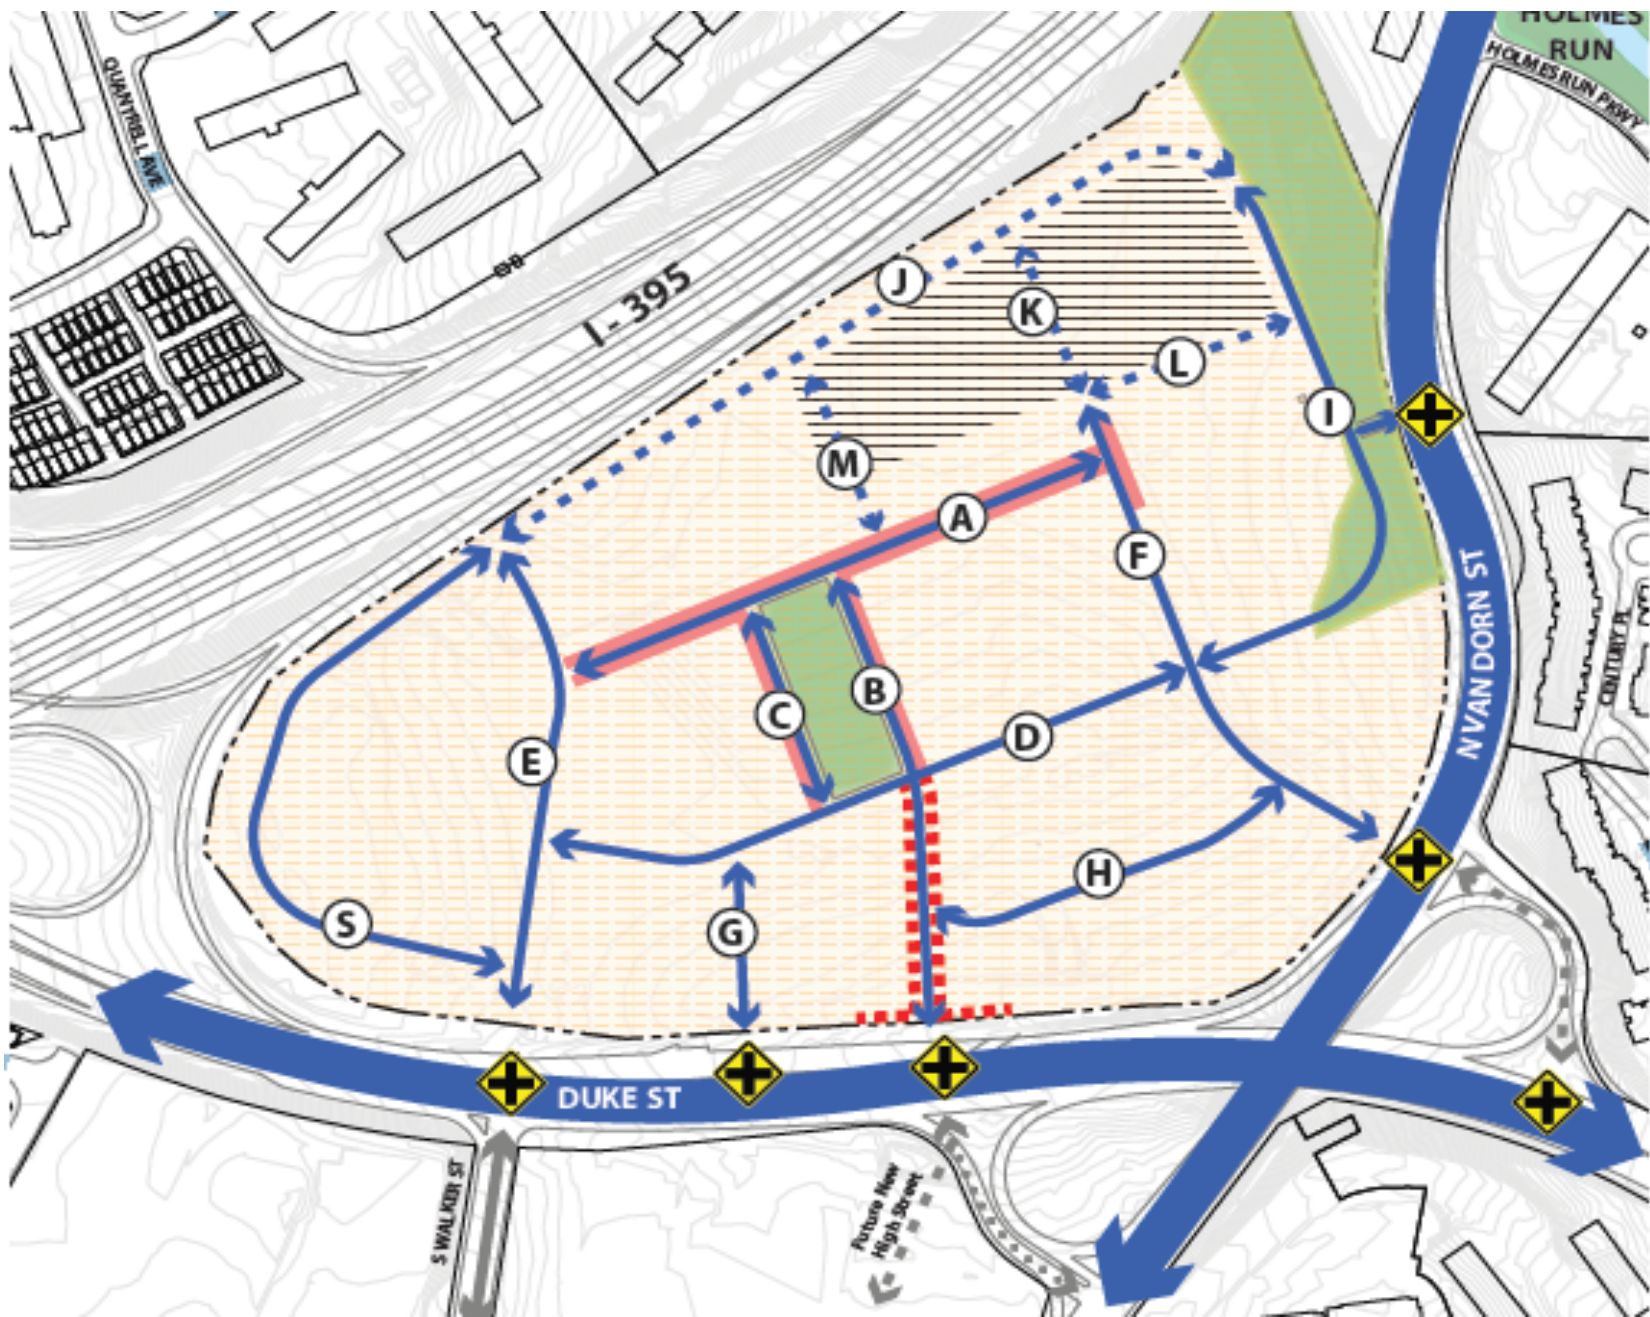 HOLMES
RUN
HOLMES RUN PKWY
QUANTRELL AVE
I - 395
J
K
L
I
M
A
F
B
C
D
E
H
S
G
N VAN DORN ST
CENTURY PL
DUKE ST
S WALKER ST
Future New
High Street